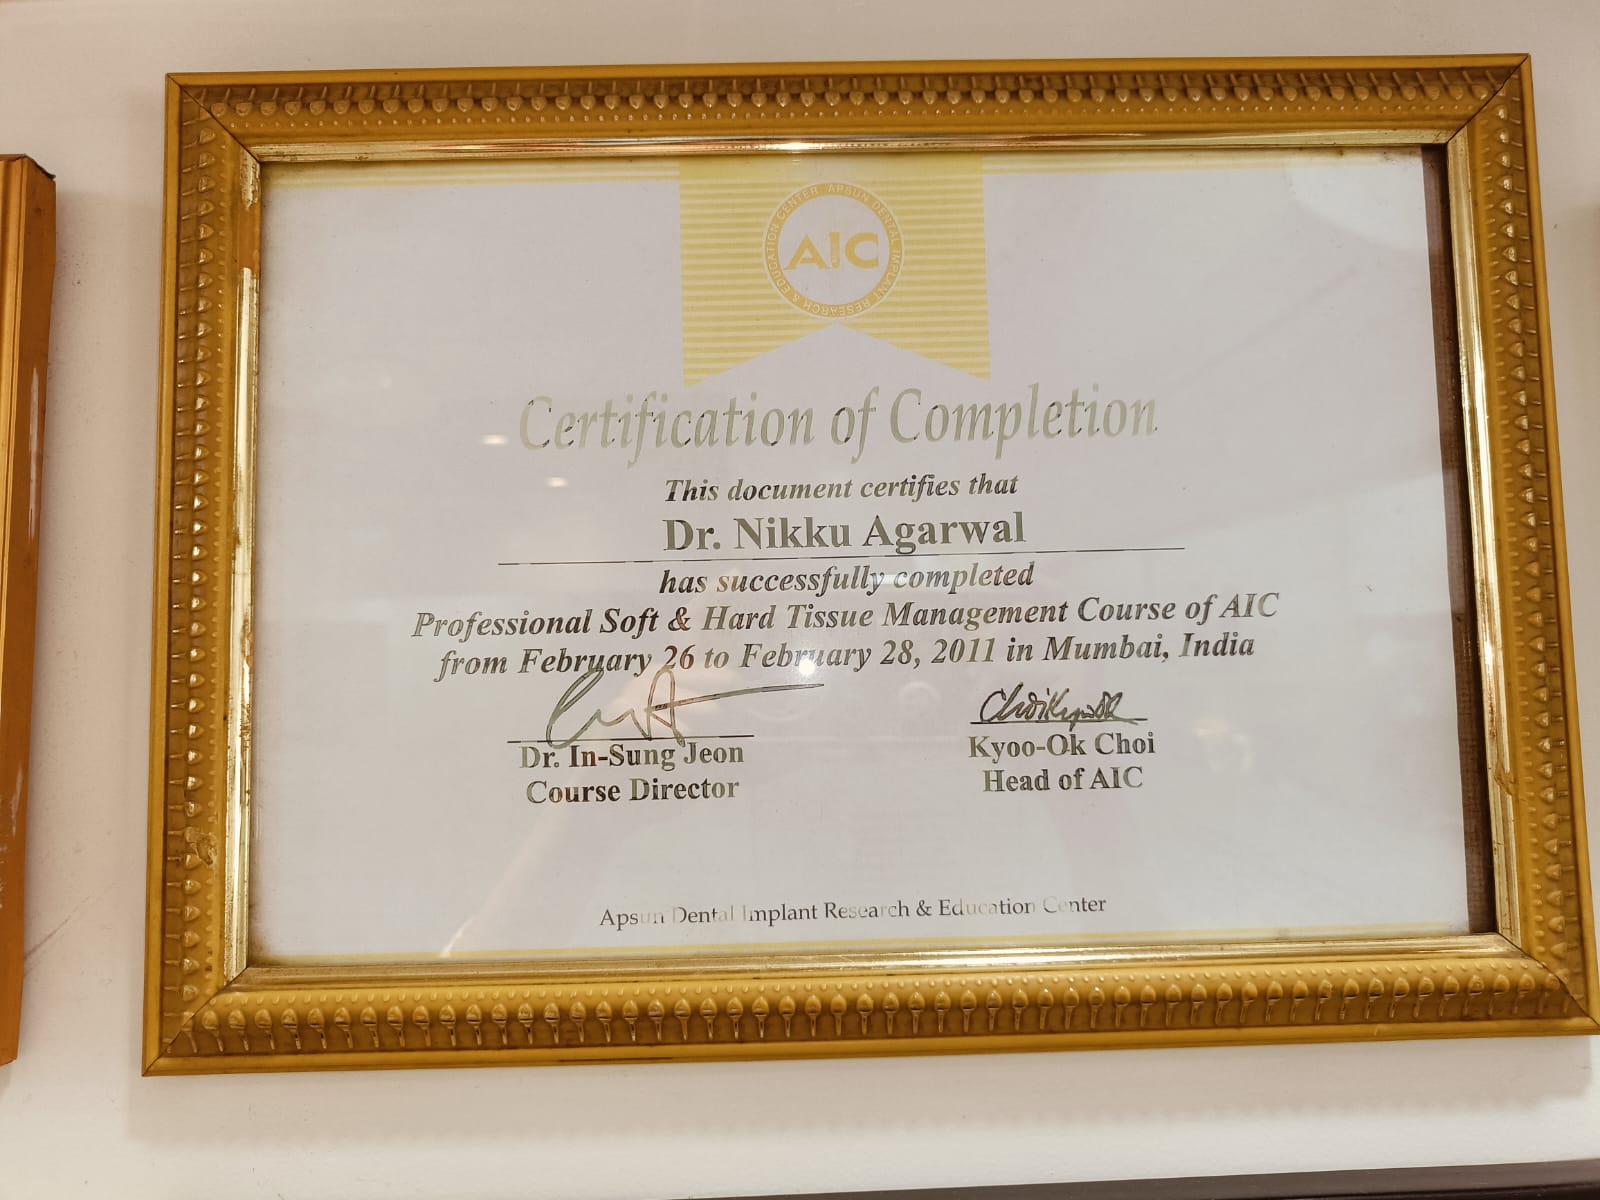 APSUN DENTAL IMPLANT RESEARCH & EDUCATION CENTER
AIC
Certification of Completion
This document certifies that
Dr. Nikku Agarwal
has successfully completed
Professional Soft & Hard Tissue Management Course of AIC
from February 26 to February 28, 2011 in Mumbai, India
Dr. In-Sung Jeon
Course Director
Kyoo-Ok Choi
Head of AIC
Apsun Dental Implant Research & Education Center